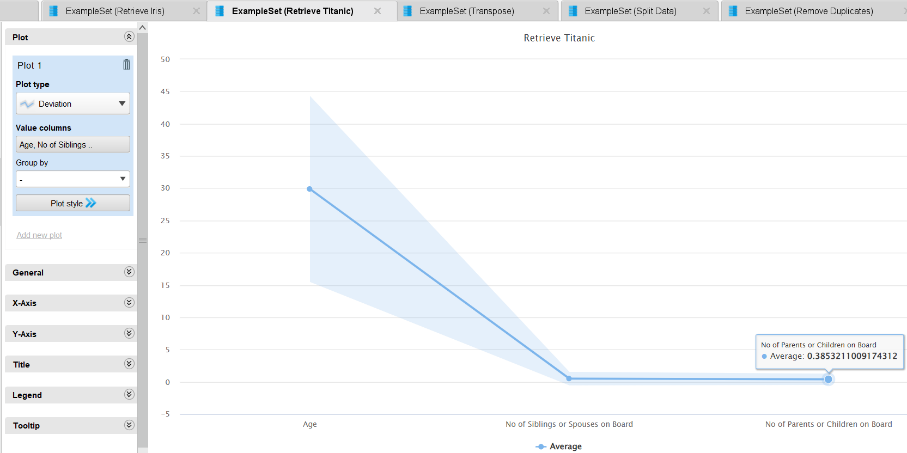 ExampleSet (Retrieve Iris)
ExampleSet (Retrieve Titanic)
ExampleSet (Transpose)
ExampleSet (Split Data)
ExampleSet (Remove Duplicates)
Plot
Plot 1
Plot type
Deviation
Value columns
Age, No of Siblings ..
Group by
-
Plot style
Add new plot
General
X-Axis
Y-Axis
Title
Legend
Tooltip
Retrieve Titanic
50
45
40
35
30
25
20
15
10
5
0
-5
No of Parents or Children on Board
Average: 0.3853211009174312
Age
No of Siblings or Spouses on Board
No of Parents or Children on Board
Average